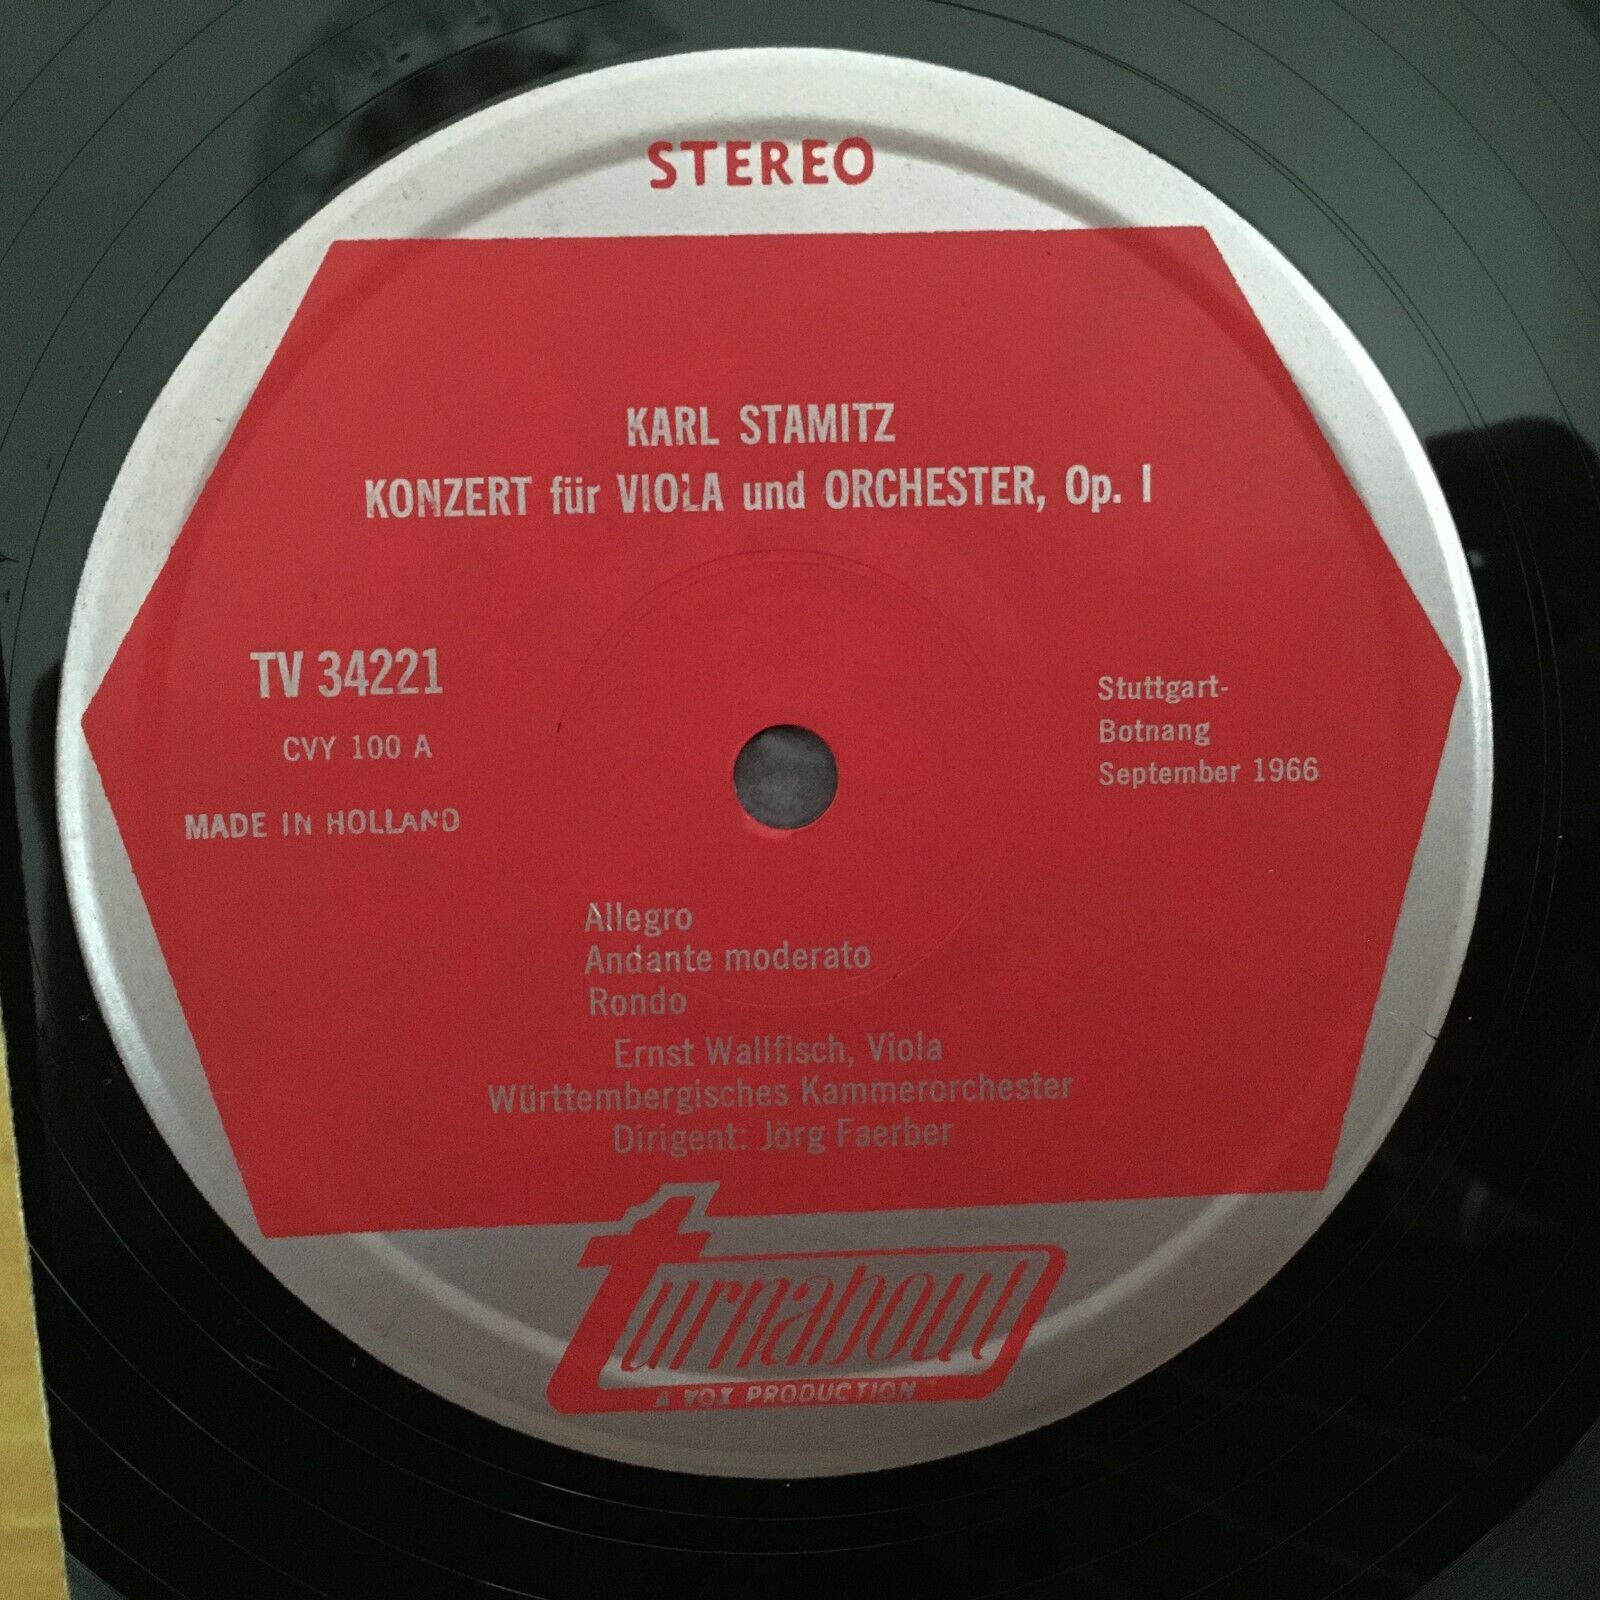 STEREO
KARL STAMITZ
KONZERT für VIOLA und ORCHESTER, Op. I
TV 34221
CVY 100 A
MADE IN HOLLAND
Stuttgart-
Botnang
September 1966
Allegro
Andante moderato
Rondo
Ernst Wallfisch, Viola
Württembergisches Kammerorchester
Dirigent: Jörg Faerber
turnabout
A VOX PRODUCTION
MADE